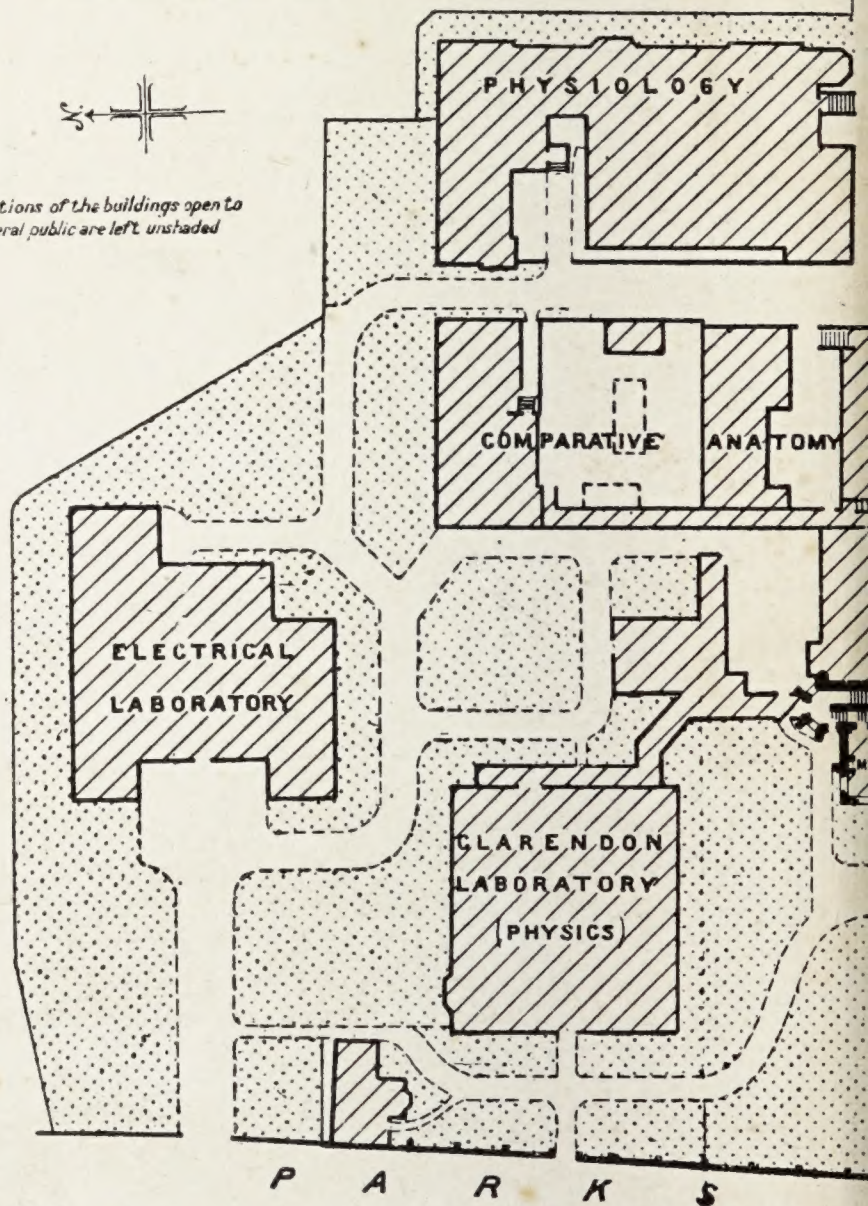 PHYSIOLOGY
N.
tions of the buildings open to
eral public are left unshaded
COMPARATIVE ANATOMY
ELECTRICAL
LABORATORY
M
CLARENDON
LABORATORY
(PHYSICS)
PARKS